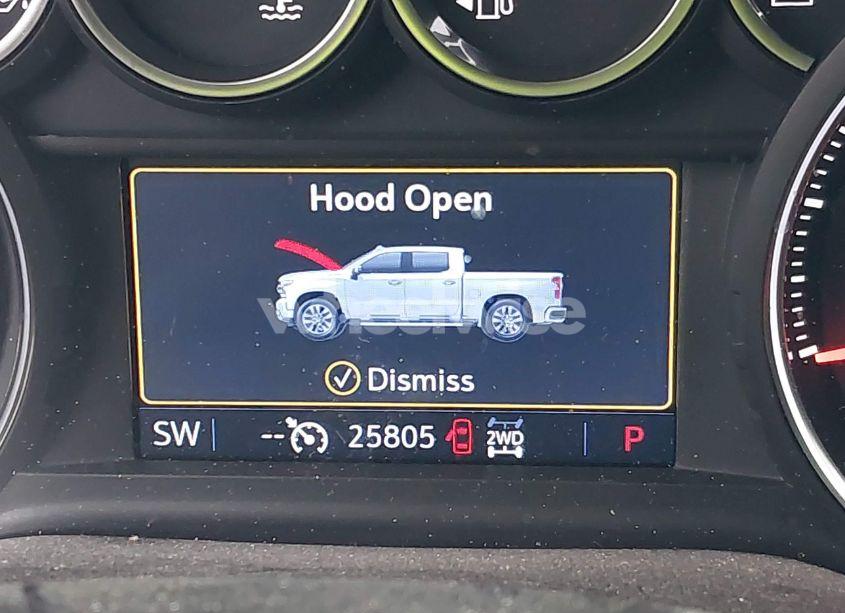 Hood Open
Dismiss
SW -- 25805 2WD P